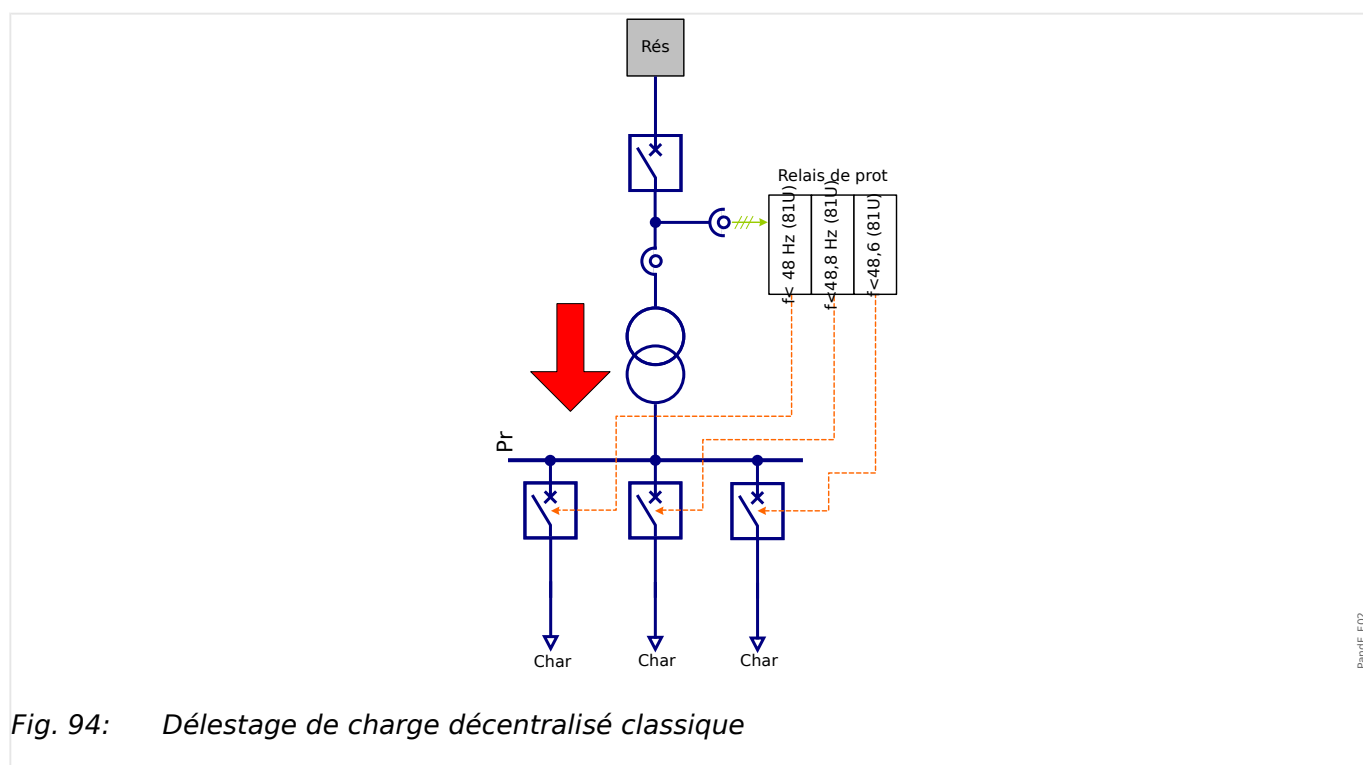 Rés
Relais de prot
f< 48 Hz (81U)
f<48,8 Hz (81U)
f<48,6 (81U)
Pr
Char
Char
Char
PandE_E02
Fig. 94: Délestage de charge décentralisé classique